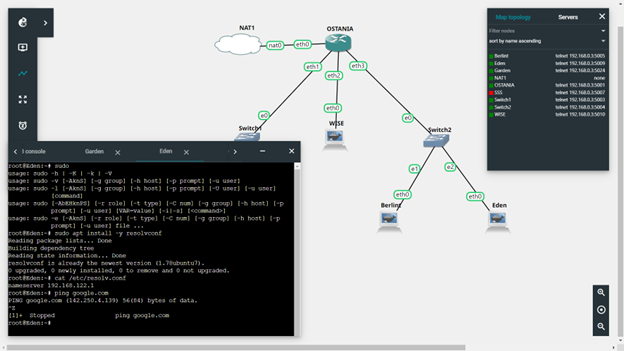 NAT1
OSTANIA
nat0
eth0
eth1
eth2
eth3
eth0
e0
e0
WISE
Switch1
Switch2
e1
e2
eth0
eth0
Berlint
Eden
Map topology
Servers
Filter nodes
sort by name ascending
Berlint telnet 192.168.0.3:5005
Eden telnet 192.168.0.3:5009
Garden telnet 192.168.0.3:5024
NAT1 none
OSTANIA telnet 192.168.0.3:5001
SSS telnet 192.168.0.3:5007
Switch1 telnet 192.168.0.3:5003
Switch2 telnet 192.168.0.3:5004
WISE telnet 192.168.0.3:5010
l console
Garden
Eden
root@Eden:~# sudo
usage: sudo -h | -K | -k | -V
usage: sudo -v [-AknS] [-g group] [-h host] [-p prompt] [-u user]
usage: sudo -l [-AknS] [-g group] [-h host] [-p prompt] [-U user] [-u user]
[command]
usage: sudo [-AbEHknPS] [-r role] [-t type] [-C num] [-g group] [-h host] [-p
prompt] [-u user] [VAR=value] [-i|-s] [<command>]
usage: sudo -e [-AknS] [-r role] [-t type] [-C num] [-g group] [-h host] [-p
prompt] [-u user] file ...
root@Eden:~# sudo apt install -y resolvconf
Reading package lists... Done
Building dependency tree
Reading state information... Done
resolvconf is already the newest version (1.78ubuntu7).
0 upgraded, 0 newly installed, 0 to remove and 0 not upgraded.
root@Eden:~# cat /etc/resolv.conf
nameserver 192.168.122.1
root@Eden:~# ping google.com
PING google.com (142.250.4.139) 56(84) bytes of data.
^Z
[1]+ Stopped ping google.com
root@Eden:~#